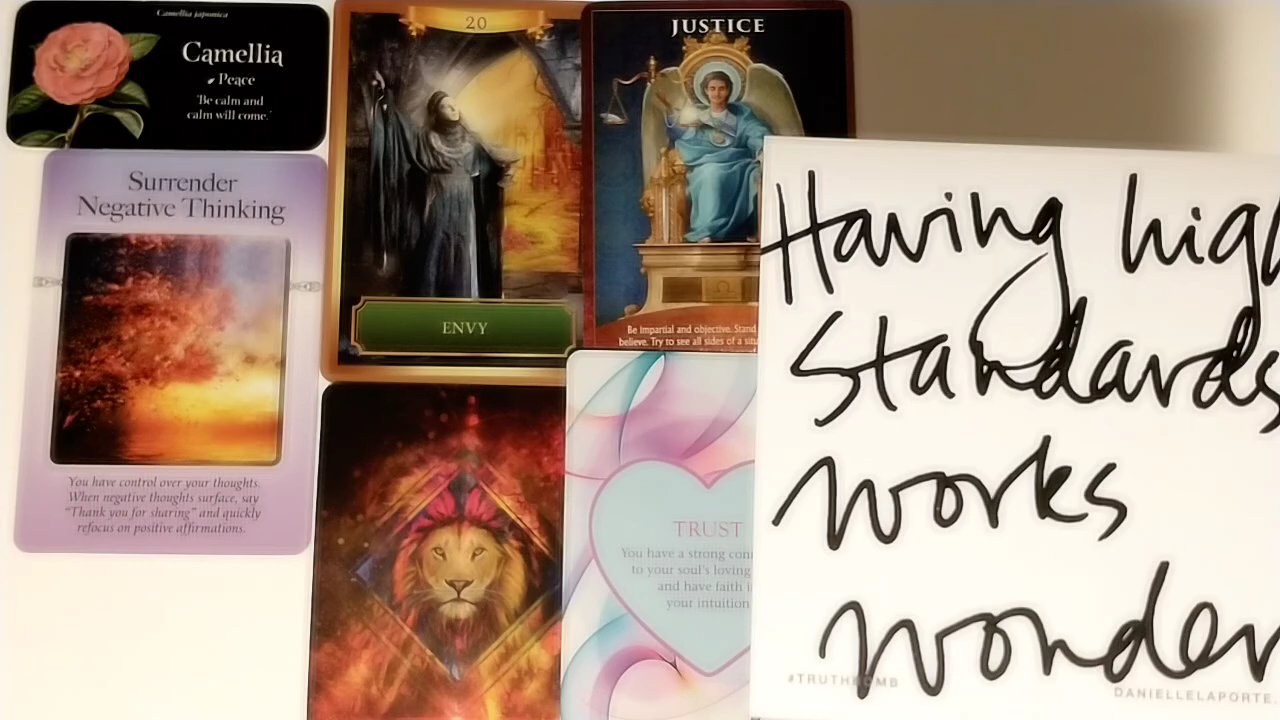 Camellia japonica
Camellia
Peace
"Be calm and
calm will come."
Surrender
Negative Thinking
You have control over your thoughts.
When negative thoughts surface, say
"Thank you for sharing" and quickly
refocus on positive affirmations.
20
ENVY
JUSTICE
Be impartial and objective. Stand
believe. Try to see all sides of a
TRUST
You have a strong
to your soul's loving
and have faith
your intuition
Having
Standards
works
wonder
#TRUTHBOMB
DANIELLELAPORTE.